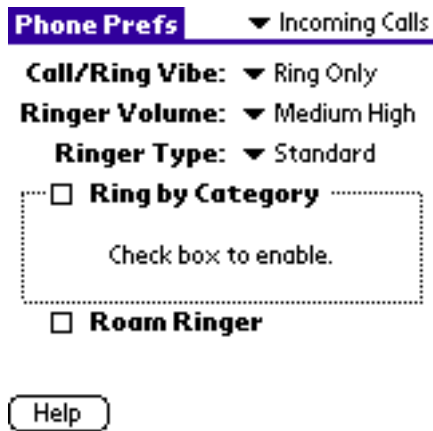 Phone Prefs Incoming Calls
Call/Ring Vibe: Ring Only
Ringer Volume: Medium High
Ringer Type: Standard
Ring by Category
Check box to enable.
Roam Ringer
Help